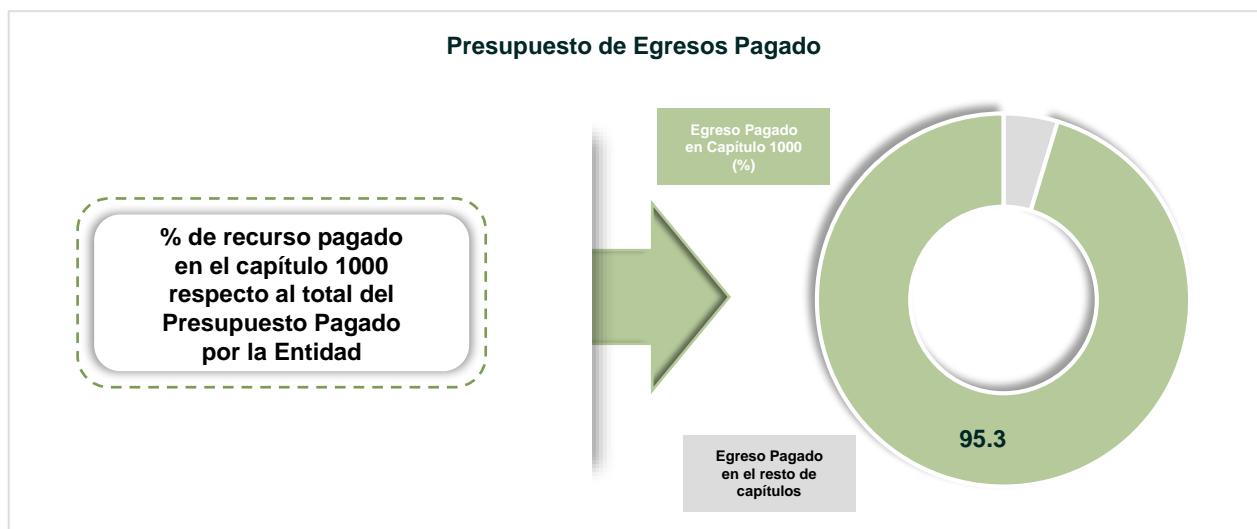 Presupuesto de Egresos Pagado
Egreso Pagado
en Capítulo 1000
(%)
% de recurso pagado
en el capítulo 1000
respecto al total del
Presupuesto Pagado
por la Entidad
95.3
Egreso Pagado
en el resto de
capítulos